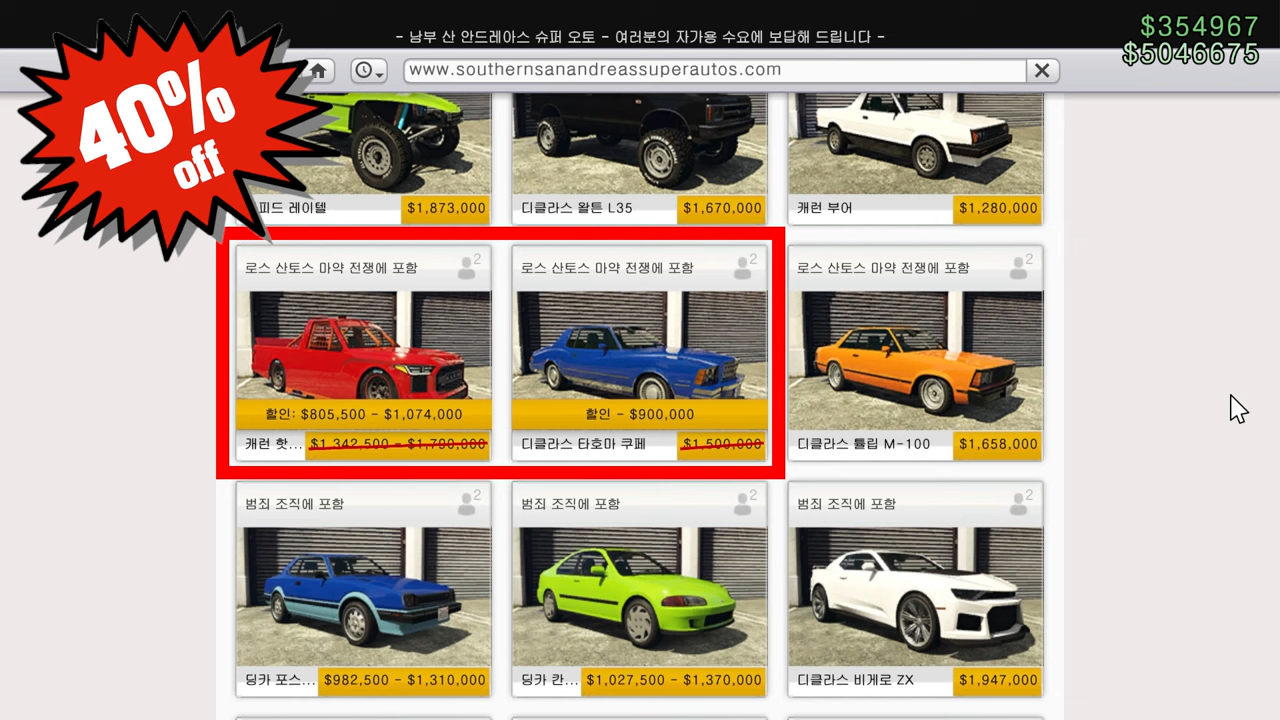 - 남부 산 안드레아스 슈퍼 오토 - 여러분의 자가용 수요에 보답해 드립니다 -
$354967
$5046675
www.southernsanandreassuperautos.com
40%
off
피드 레이텔 $1,873,000
디클라스 왈튼 L35 $1,670,000
캐런 부어 $1,280,000
로스 산토스 마약 전쟁에 포함 2
로스 산토스 마약 전쟁에 포함 2
로스 산토스 마약 전쟁에 포함 2
할인: $805,500 - $1,074,000
할인 - $900,000
캐런 핫... $1,342,500 - $1,790,000
디클라스 타호마 쿠페 $1,500,000
디클라스 튤립 M-100 $1,658,000
범죄 조직에 포함 2
범죄 조직에 포함 2
범죄 조직에 포함 2
딩카 포스... $982,500 - $1,310,000
딩카 칸... $1,027,500 - $1,370,000
디클라스 비게로 ZX $1,947,000